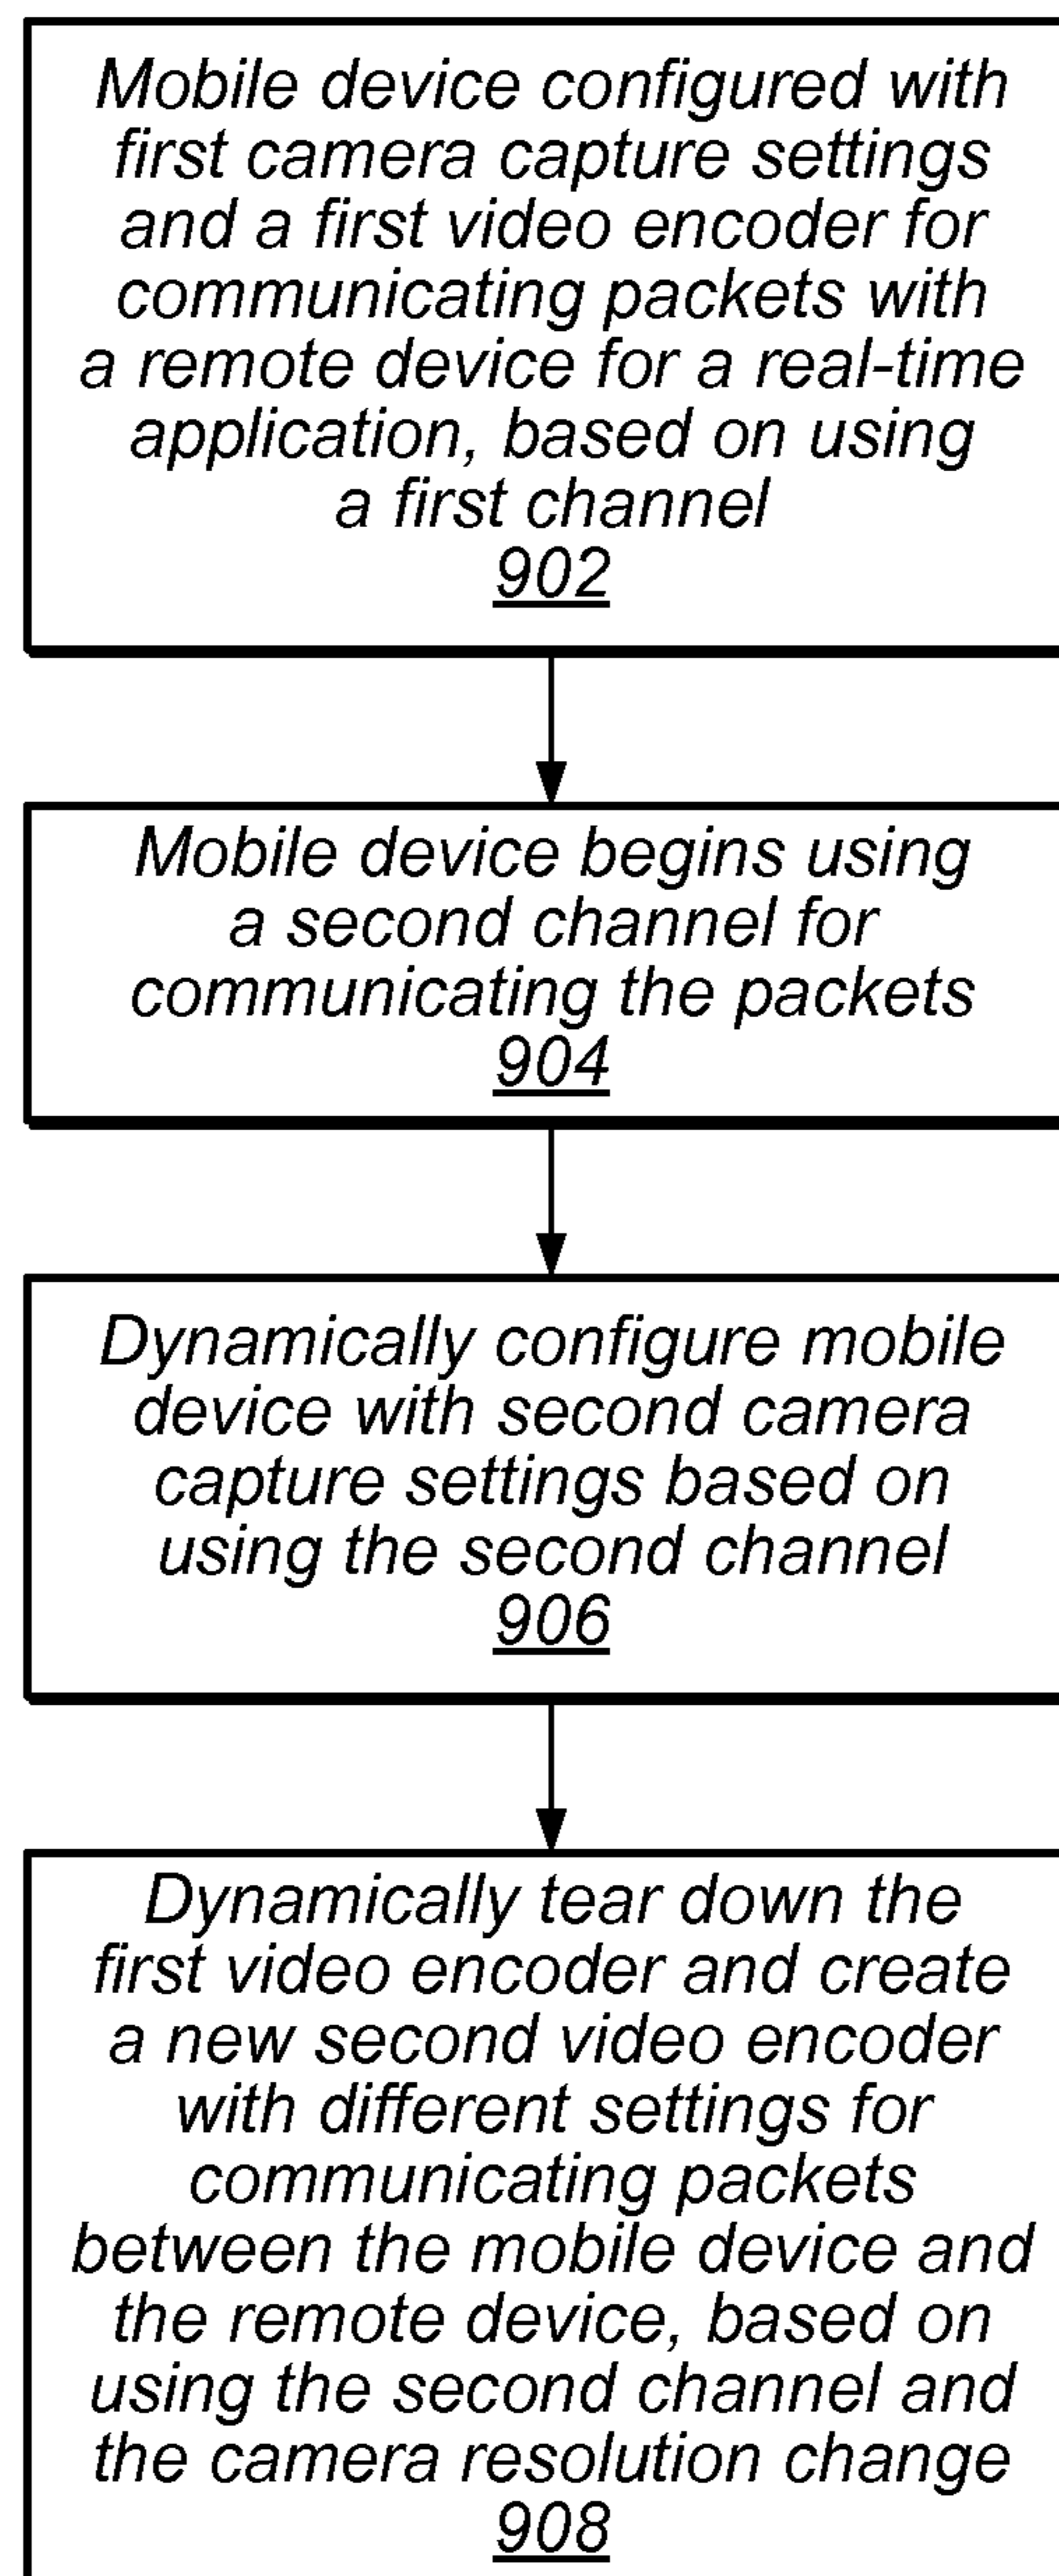 Mobile device configured with
first camera capture settings
and a first video encoder for
communicating packets with
a remote device for a real-time
application, based on using
a first channel
902
Mobile device begins using
a second channel for
communicating the packets
904
Dynamically configure mobile
device with second camera
capture settings based on
using the second channel
906
Dynamically tear down the
first video encoder and create
a new second video encoder
with different settings for
communicating packets
between the mobile device and
the remote device, based on
using the second channel and
the camera resolution change
908